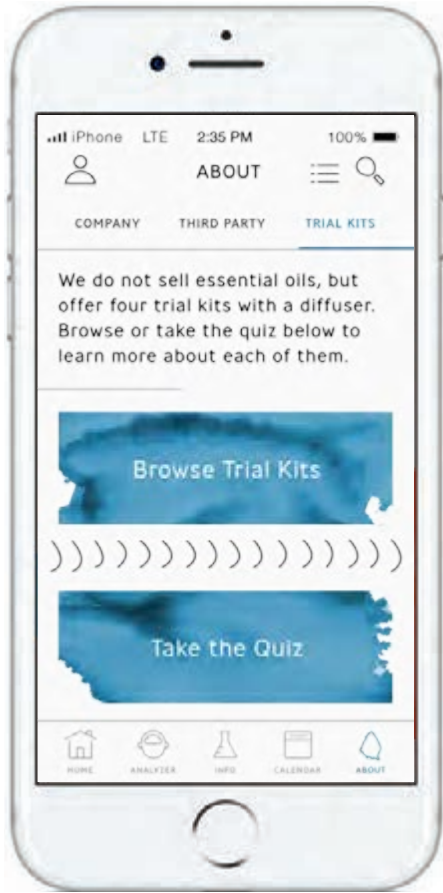 iPhone LTE 2:35 PM 100%
ABOUT
COMPANY THIRD PARTY TRIAL KITS
We do not sell essential oils, but
offer four trial kits with a diffuser.
Browse or take the quiz below to
learn more about each of them.
Browse Trial Kits
Take the Quiz
HOME ANALYZER INFO CALENDAR ABOUT